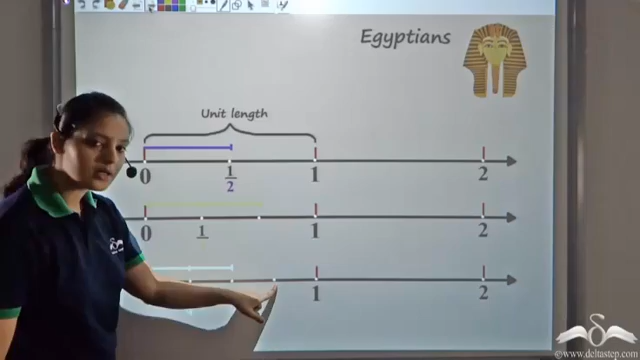 Egyptians
Unit length
0 1/2 1 2
0 1 1 2
1 2
© www.deltastep.com